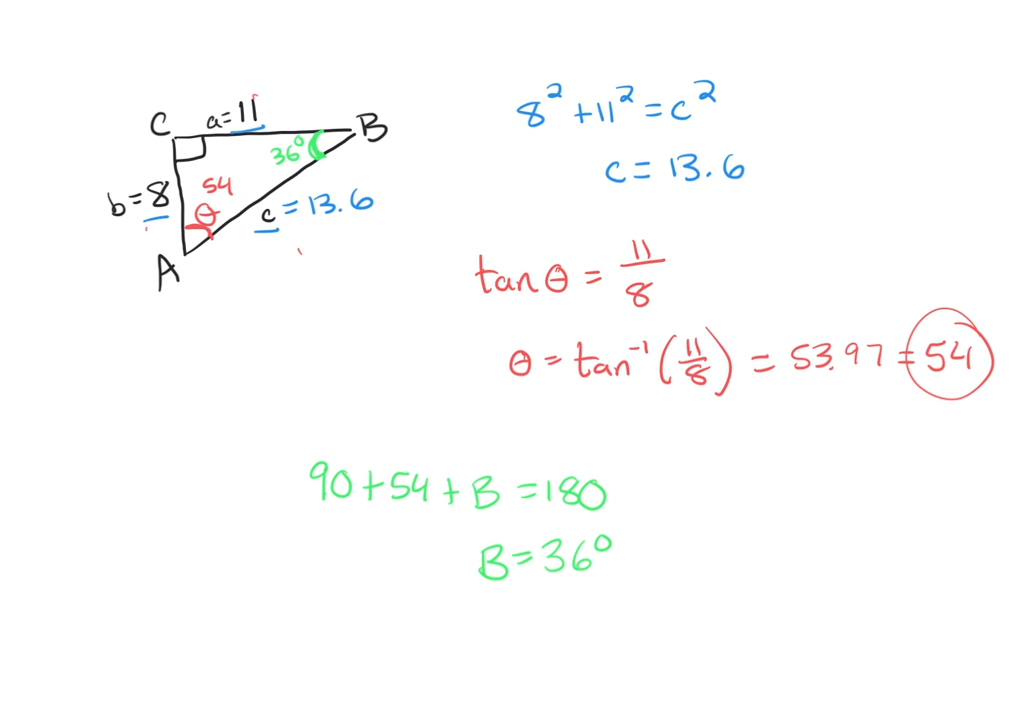 C a=11 B
36°
b=8 54
θ c=13.6
A
8²+11²=c²
c=13.6
tanθ = 11/8
θ = tan⁻¹(11/8) = 53.97 = 54
90+54+B=180
B=36°